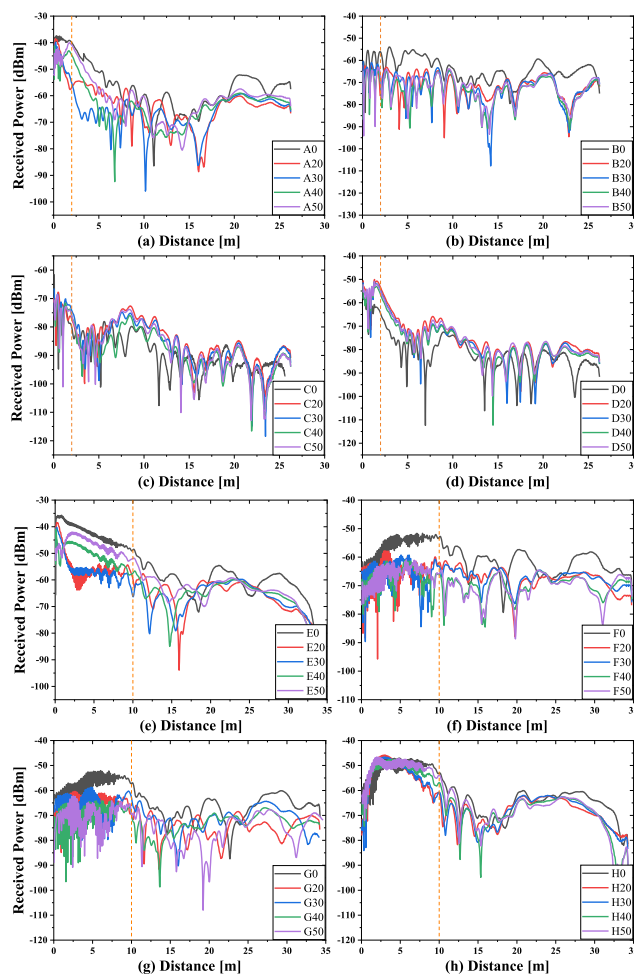 -30
-40
-50
-60
-70
-80
-90
-100
Received Power [dBm]
A0
A20
A30
A40
A50
0 5 10 15 20 25 30
(a) Distance [m]
-40
-50
-60
-70
-80
-90
-100
-110
-120
-130
B0
B20
B30
B40
B50
0 5 10 15 20 25 30
(b) Distance [m]
-60
-70
-80
-90
-100
-110
-120
Received Power [dBm]
C0
C20
C30
C40
C50
0 5 10 15 20 25 30
(c) Distance [m]
-40
-50
-60
-70
-80
-90
-100
-110
-120
D0
D20
D30
D40
D50
0 5 10 15 20 25 30
(d) Distance [m]
-30
-40
-50
-60
-70
-80
-90
-100
Received Power [dBm]
E0
E20
E30
E40
E50
0 5 10 15 20 25 30 35
(e) Distance [m]
-40
-50
-60
-70
-80
-90
-100
-110
F0
F20
F30
F40
F50
0 5 10 15 20 25 30
(f) Distance [m]
-40
-50
-60
-70
-80
-90
-100
-110
-120
Received Power [dBm]
G0
G20
G30
G40
G50
0 5 10 15 20 25 30 35
(g) Distance [m]
-40
-50
-60
-70
-80
-90
-100
-110
-120
H0
H20
H30
H40
H50
0 5 10 15 20 25 30
(h) Distance [m]